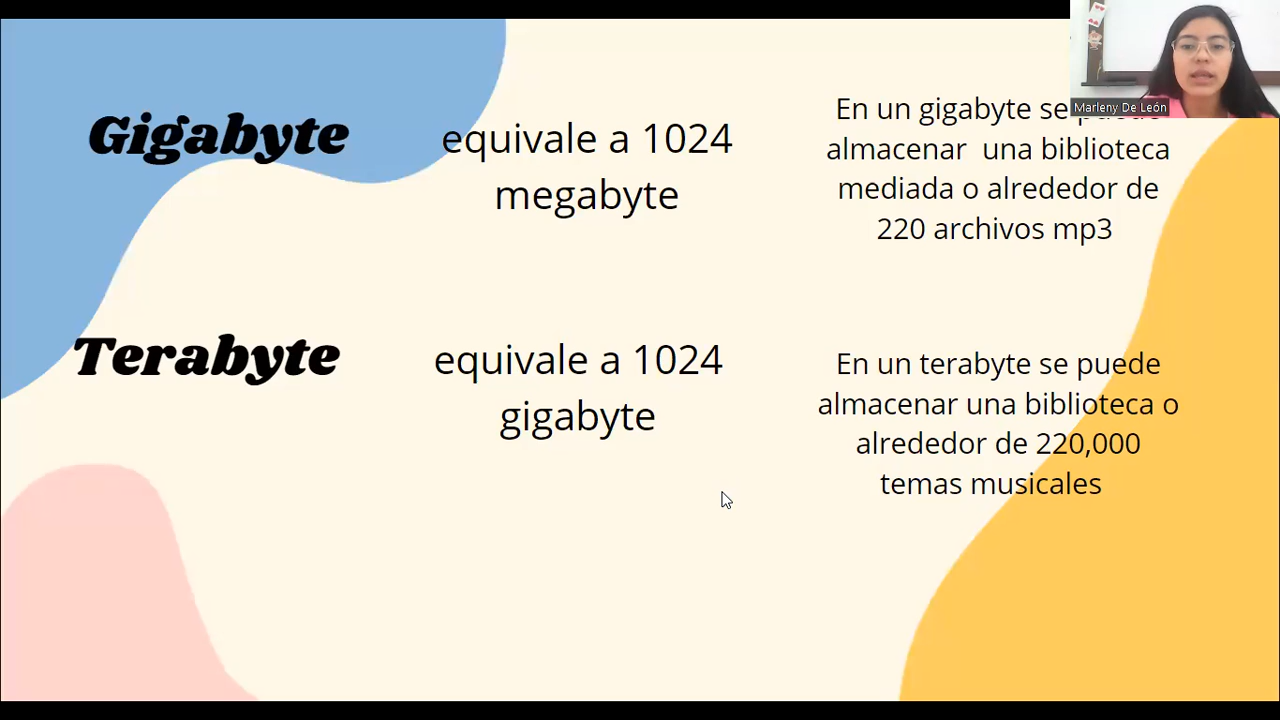 Gigabyte
equivale a 1024
megabyte
En un gigabyte se
almacenar una biblioteca
mediada o alrededor de
220 archivos mp3
Marleny De León
Terabyte
equivale a 1024
gigabyte
En un terabyte se puede
almacenar una biblioteca o
alrededor de 220,000
temas musicales